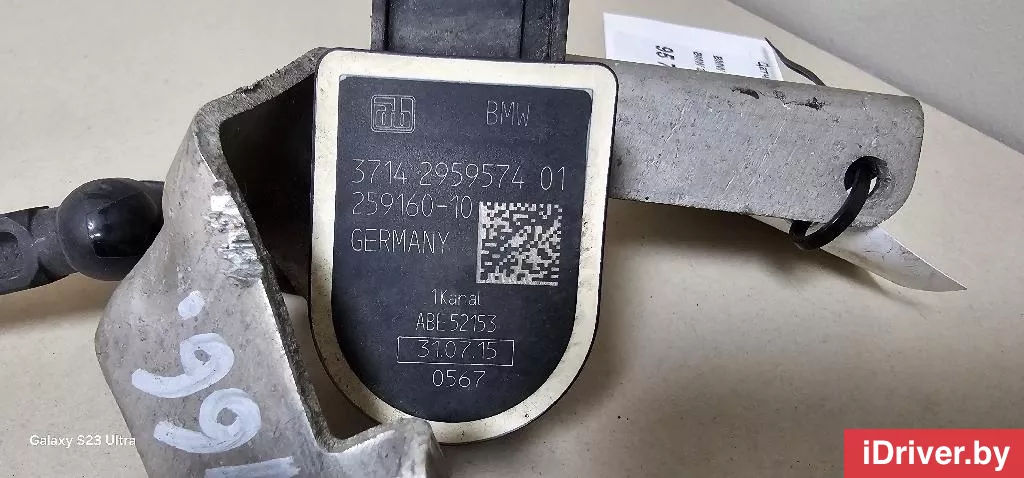 ab BMW
3714 2959574 01
259160-10
GERMANY
1Kanal
ABE 52153
31.07.15
0567
Galaxy S23 Ultra
iDriver.by